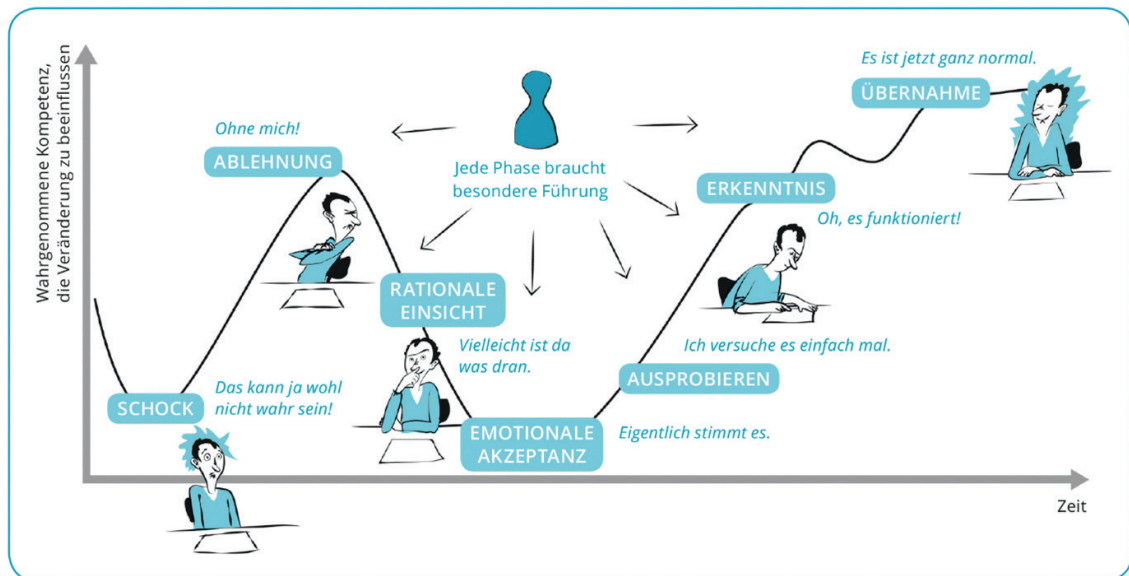 Wahrgenommene Kompetenz,
die Veränderung zu beeinflussen
Es ist jetzt ganz normal.
ÜBERNAHME
Ohne mich!
ABLEHNUNG
Jede Phase braucht
besondere Führung
ERKENNTNIS
Oh, es funktioniert!
RATIONALE
EINSICHT
Vielleicht ist da
was dran.
Ich versuche es einfach mal.
AUSPROBIEREN
Das kann ja wohl
nicht wahr sein!
SCHOCK
EMOTIONALE
AKZEPTANZ
Eigentlich stimmt es.
Zeit